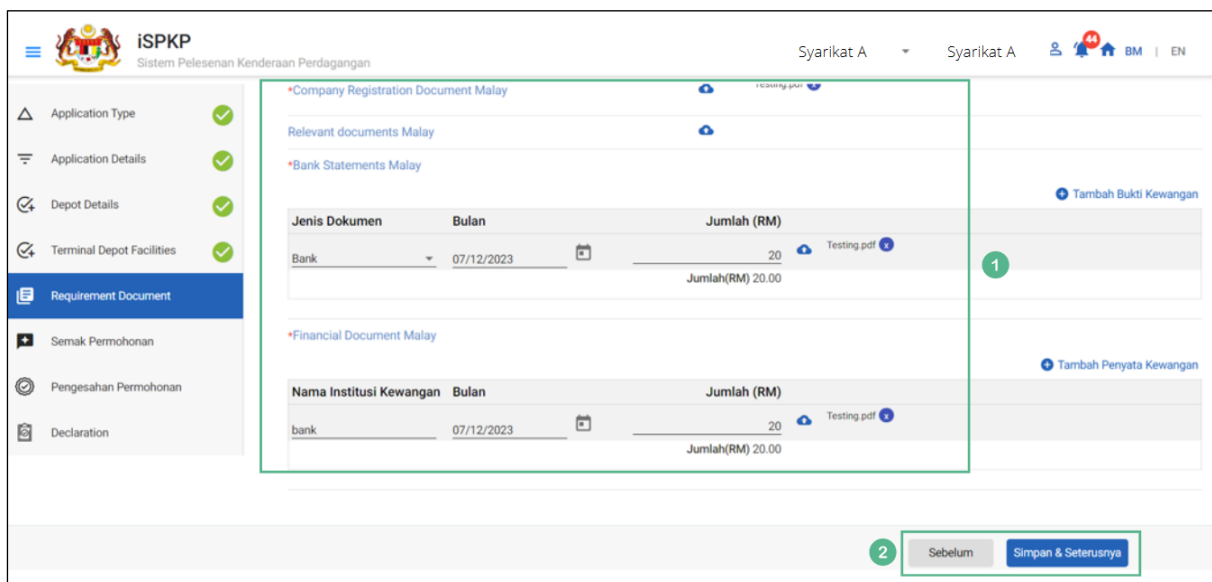 iSPKP
Sistem Pelesenan Kenderaan Perdagangan
Syarikat A
Syarikat A
44
BM | EN
Application Type
Application Details
Depot Details
Terminal Depot Facilities
Requirement Document
Semak Permohonan
Pengesahan Permohonan
Declaration
*Company Registration Document Malay
Testing.pdf x
Relevant documents Malay
*Bank Statements Malay
Tambah Bukti Kewangan
Jenis Dokumen Bulan Jumlah (RM)
Bank 07/12/2023 20 Testing.pdf x
Jumlah(RM) 20.00
1
*Financial Document Malay
Tambah Penyata Kewangan
Nama Institusi Kewangan Bulan Jumlah (RM)
bank 07/12/2023 20 Testing.pdf x
Jumlah(RM) 20.00
2
Sebelum
Simpan & Seterusnya